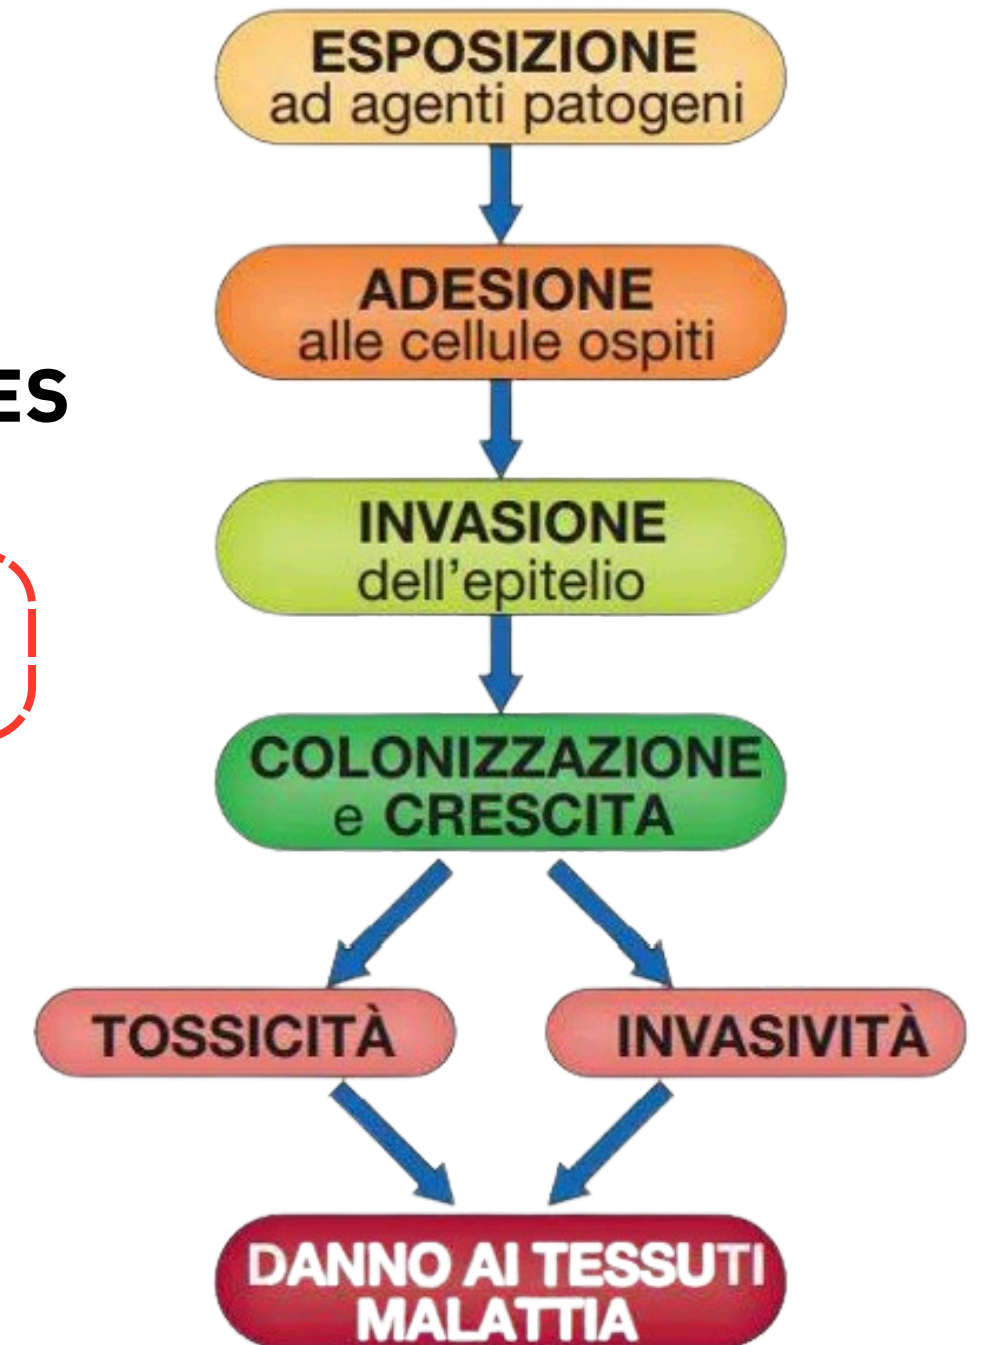 ESPOSIZIONE
ad agenti patogeni
ADESIONE
alle cellule ospiti
ES
INVASIONE
dell'epitelio
COLONIZZAZIONE
e CRESCITA
TOSSICITÀ
INVASIVITÀ
DANNO AI TESSUTI
MALATTIA